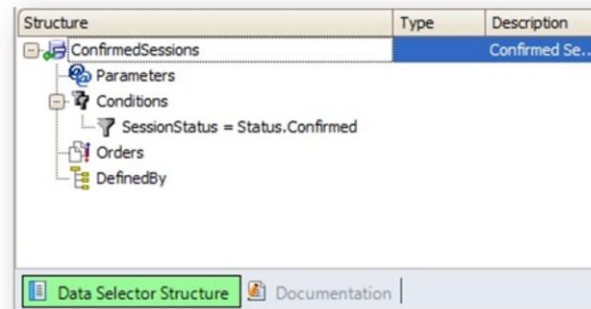 Structure Type Description
ConfirmedSessions Confirmed Se..
Parameters
Conditions
SessionStatus = Status.Confirmed
Orders
DefinedBy
Data Selector Structure Documentation